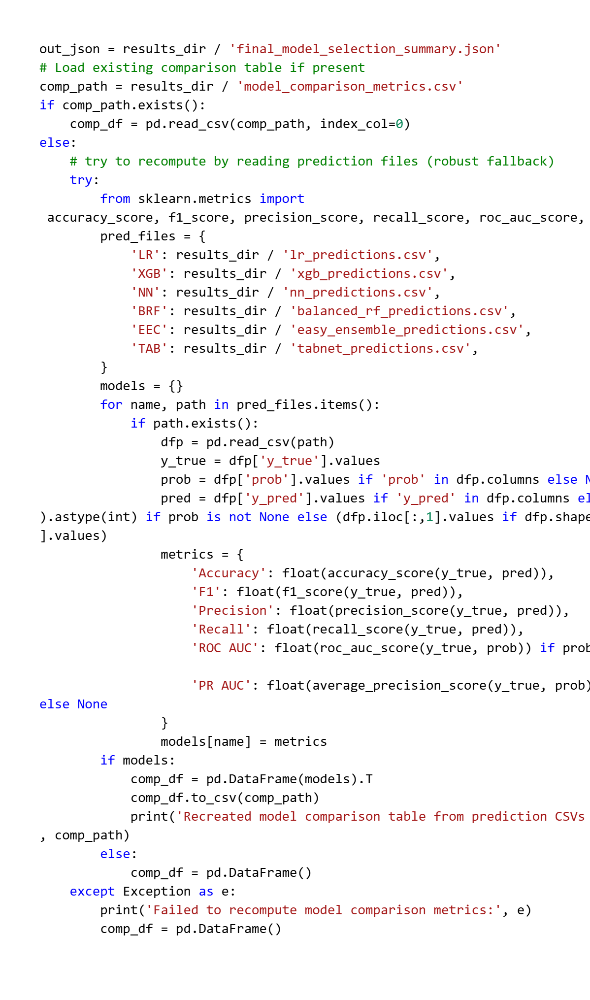 out_json = results_dir / 'final_model_selection_summary.json'
# Load existing comparison table if present
comp_path = results_dir / 'model_comparison_metrics.csv'
if comp_path.exists():
    comp_df = pd.read_csv(comp_path, index_col=0)
else:
    # try to recompute by reading prediction files (robust fallback)
    try:
        from sklearn.metrics import
 accuracy_score, f1_score, precision_score, recall_score, roc_auc_score,
        pred_files = {
            'LR': results_dir / 'lr_predictions.csv',
            'XGB': results_dir / 'xgb_predictions.csv',
            'NN': results_dir / 'nn_predictions.csv',
            'BRF': results_dir / 'balanced_rf_predictions.csv',
            'EEC': results_dir / 'easy_ensemble_predictions.csv',
            'TAB': results_dir / 'tabnet_predictions.csv',
        }
        models = {}
        for name, path in pred_files.items():
            if path.exists():
                dfp = pd.read_csv(path)
                y_true = dfp['y_true'].values
                prob = dfp['prob'].values if 'prob' in dfp.columns else
                pred = dfp['y_pred'].values if 'y_pred' in dfp.columns
).astype(int) if prob is not None else (dfp.iloc[:,1].values if dfp.shape
].values)
                metrics = {
                    'Accuracy': float(accuracy_score(y_true, pred)),
                    'F1': float(f1_score(y_true, pred)),
                    'Precision': float(precision_score(y_true, pred)),
                    'Recall': float(recall_score(y_true, pred)),
                    'ROC AUC': float(roc_auc_score(y_true, prob)) if prob
                    'PR AUC': float(average_precision_score(y_true, prob)
else None
                }
                models[name] = metrics
        if models:
            comp_df = pd.DataFrame(models).T
            comp_df.to_csv(comp_path)
            print('Recreated model comparison table from prediction CSVs
, comp_path)
        else:
            comp_df = pd.DataFrame()
    except Exception as e:
        print('Failed to recompute model comparison metrics:', e)
        comp_df = pd.DataFrame()